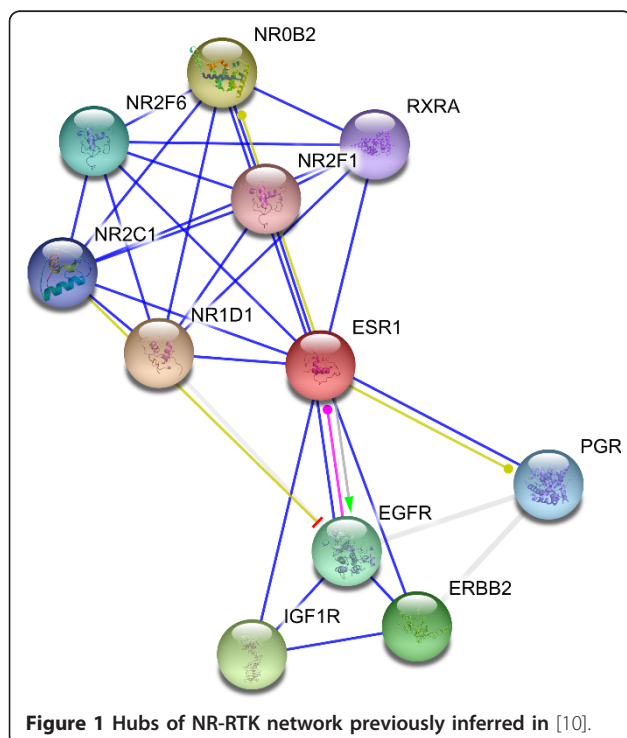 NR0B2
NR2F6
RXRA
NR2F1
NR2C1
NR1D1
ESR1
PGR
EGFR
ERBB2
IGF1R
Figure 1 Hubs of NR-RTK network previously inferred in [10].